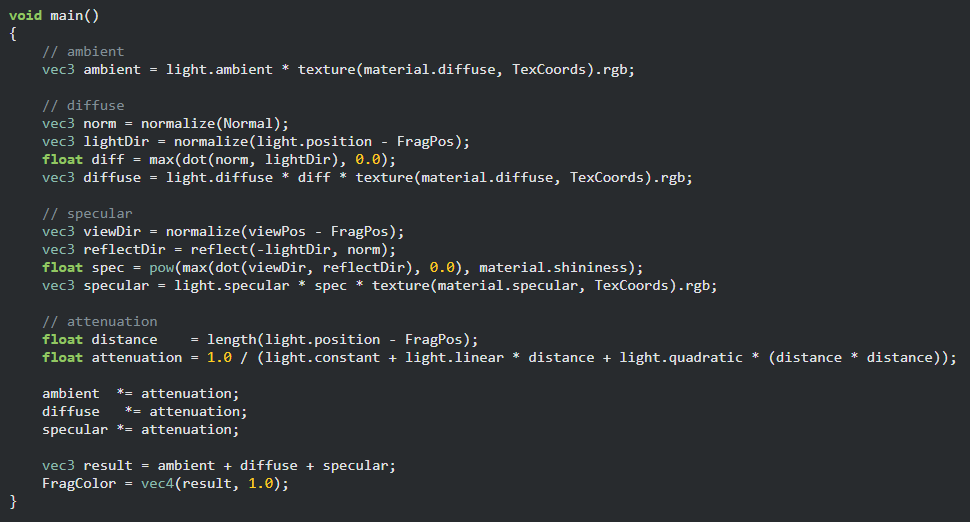 void main()
{
    // ambient
    vec3 ambient = light.ambient * texture(material.diffuse, TexCoords).rgb;

    // diffuse
    vec3 norm = normalize(Normal);
    vec3 lightDir = normalize(light.position - FragPos);
    float diff = max(dot(norm, lightDir), 0.0);
    vec3 diffuse = light.diffuse * diff * texture(material.diffuse, TexCoords).rgb;

    // specular
    vec3 viewDir = normalize(viewPos - FragPos);
    vec3 reflectDir = reflect(-lightDir, norm);
    float spec = pow(max(dot(viewDir, reflectDir), 0.0), material.shininess);
    vec3 specular = light.specular * spec * texture(material.specular, TexCoords).rgb;

    // attenuation
    float distance    = length(light.position - FragPos);
    float attenuation = 1.0 / (light.constant + light.linear * distance + light.quadratic * (distance * distance));

    ambient  *= attenuation;
    diffuse   *= attenuation;
    specular *= attenuation;

    vec3 result = ambient + diffuse + specular;
    FragColor = vec4(result, 1.0);
}